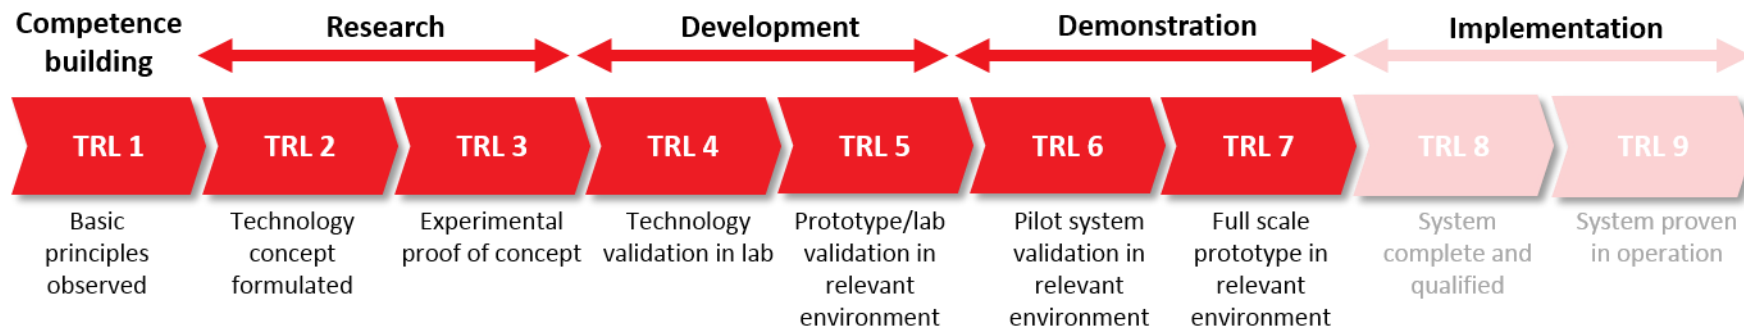 Competence
building
Research
Development
Demonstration
Implementation
TRL 1
TRL 2
TRL 3
TRL 4
TRL 5
TRL 6
TRL 7
TRL 8
TRL 9
Basic
principles
observed
Technology
concept
formulated
Experimental
proof of concept
Technology
validation in lab
Prototype/lab
validation in
relevant
environment
Pilot system
validation in
relevant
environment
Full scale
prototype in
relevant
environment
System
complete and
qualified
System proven
in operation